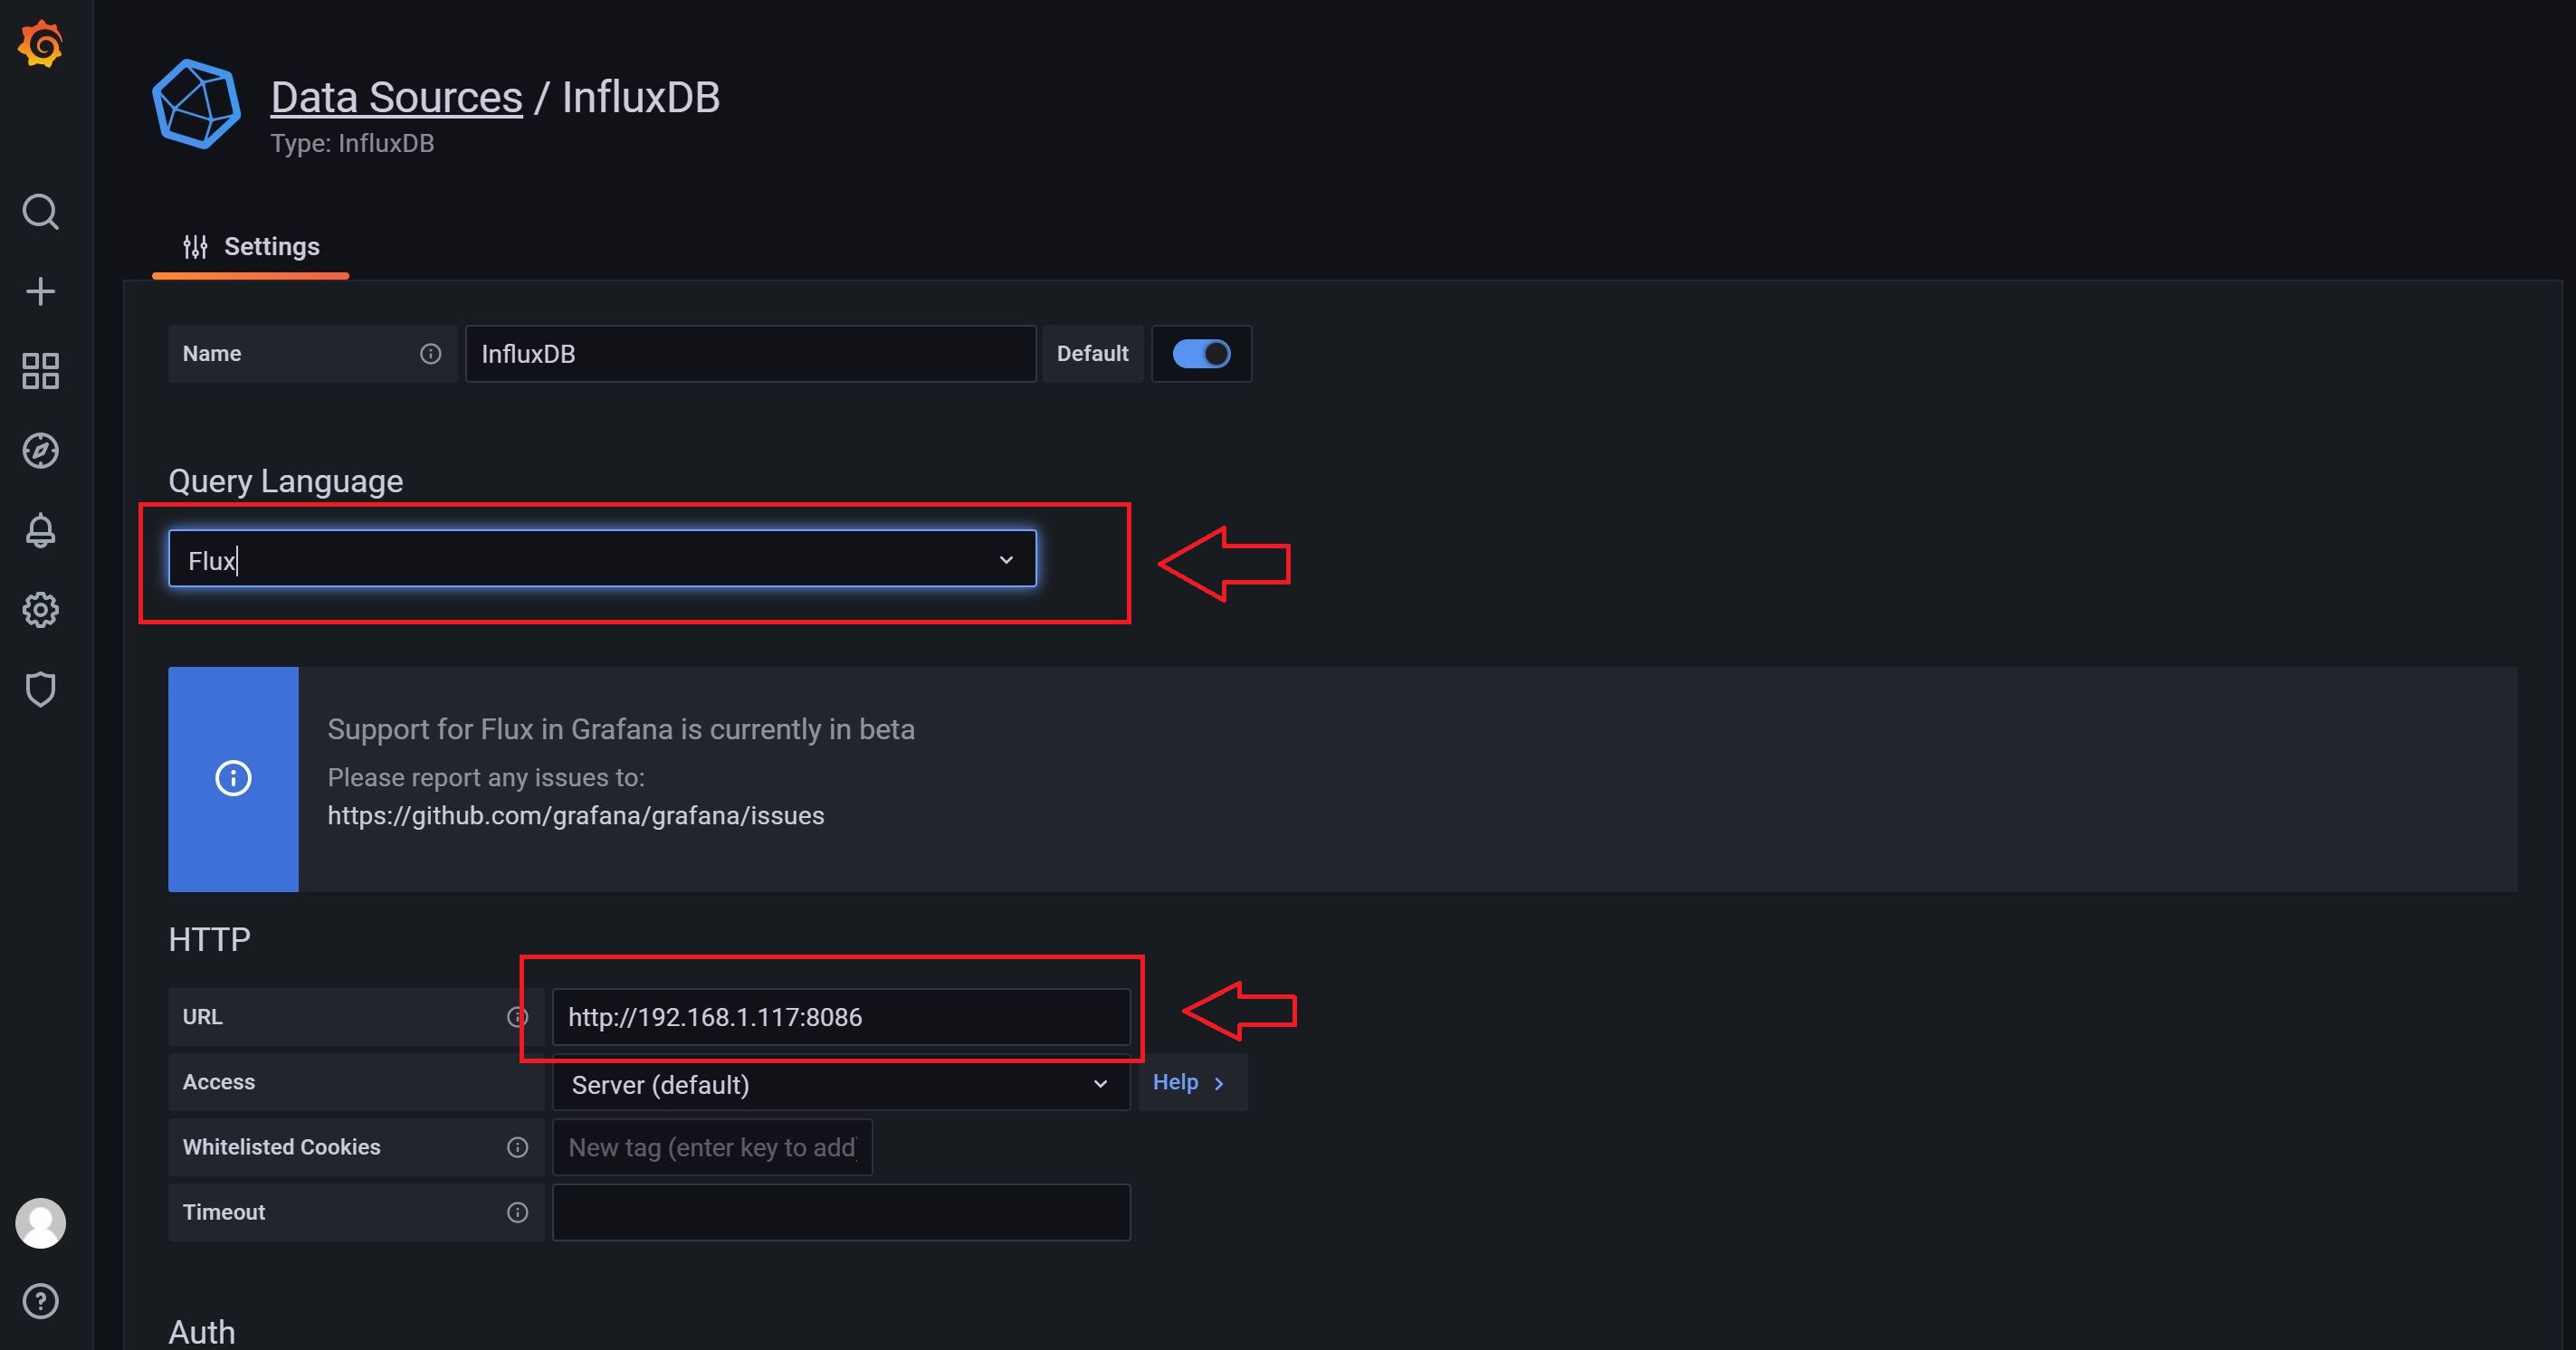 Data Sources / InfluxDB
Type: InfluxDB
Settings
Name InfluxDB Default
Query Language
Flux
Support for Flux in Grafana is currently in beta
Please report any issues to:
https://github.com/grafana/grafana/issues
HTTP
URL http://192.168.1.117:8086
Access Server (default) Help
Whitelisted Cookies New tag (enter key to add
Timeout
Auth